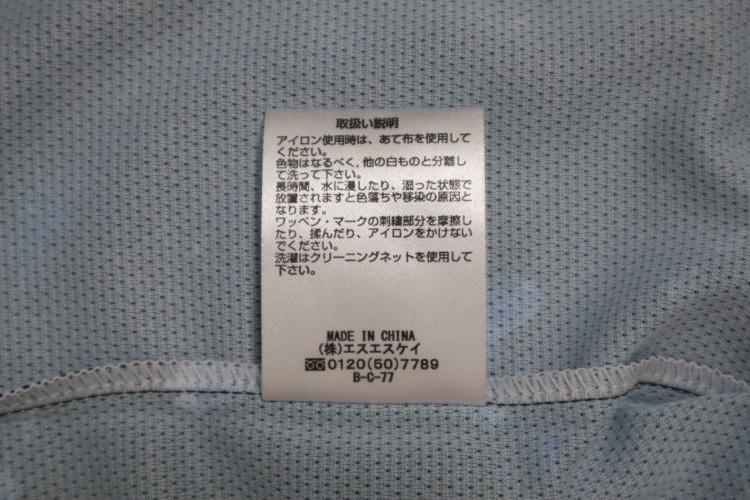 取扱い説明
アイロン使用時は、あて布を使用して
ください。
色物はなるべく、他の白ものと分離し
て洗って下さい。
長時間、水に浸したり、湿った状態で
放置されますと色落ちや移染の原因と
なります。
ワッペン・マークの刺繍部分を摩擦し
たり、揉んだり、アイロンをかけない
でください。
洗濯はクリーニングネットを使用して
下さい。
MADE IN CHINA
(株)エスエスケイ
0120(50)7789
B-C-77